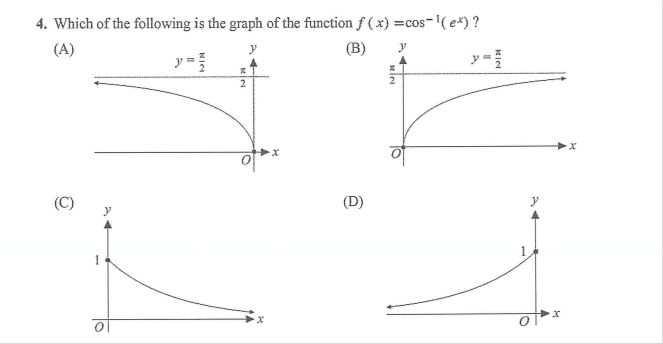 4. Which of the following is the graph of the function f ( x ) =cos⁻¹( eˣ) ?
(A)
y
y = π/2
π/2
O
x
(B)
y
y = π/2
π/2
O
x
(C)
y
1
O
x
(D)
y
1
O
x